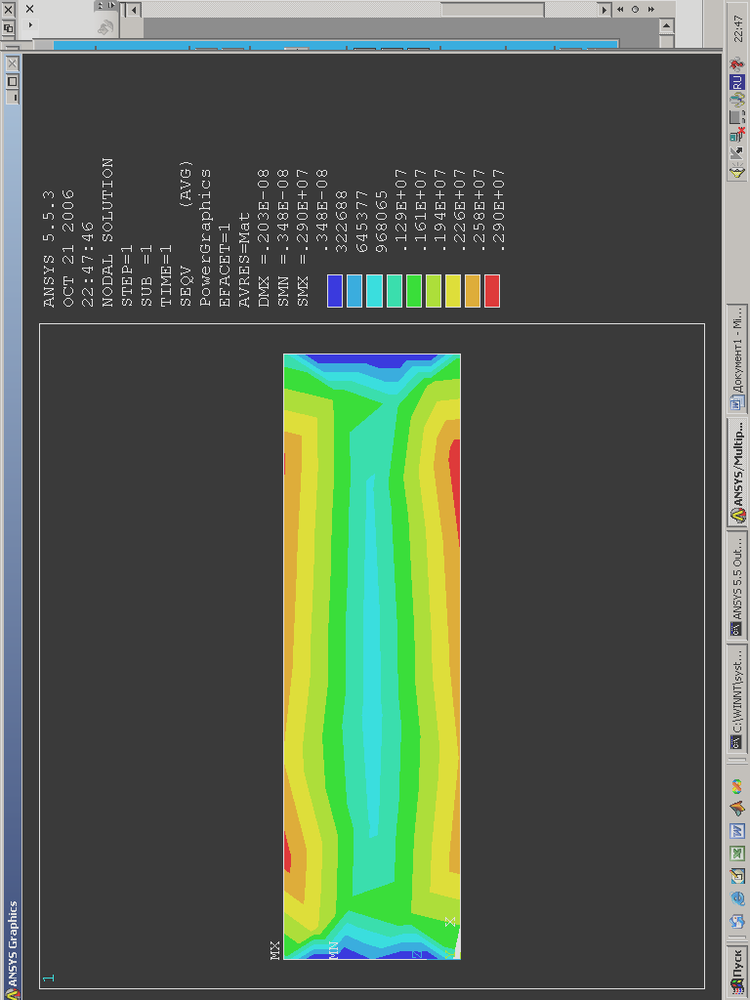 ANSYS Graphics
1
ANSYS 5.5.3
OCT 21 2006
22:47:46
NODAL SOLUTION
STEP=1
SUB =1
TIME=1
SEQV (AVG)
PowerGraphics
EFACET=1
AVRES=Mat
DMX =.203E-08
SMN =.348E-08
SMX =.290E+07
.348E-08
322688
645377
968065
.129E+07
.161E+07
.194E+07
.226E+07
.258E+07
.290E+07
MX
MN
Z
X
Пуск
C:\WINNT\syst...
ANSYS 5.5 Out...
ANSYS/Multip...
Документ1 - Mi...
RU
22:47